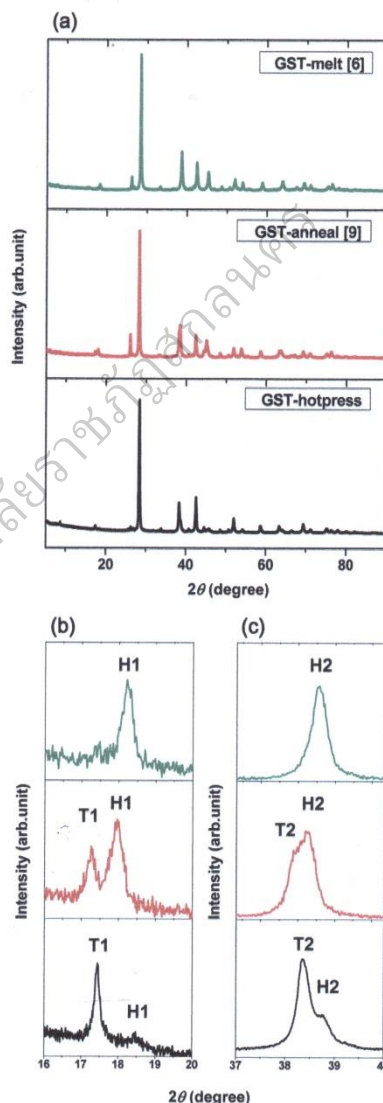 (a)
GST-melt [6]
GST-anneal [9]
GST-hotpress
Intensity (arb.unit)
20 40 60 80
2θ (degree)
(b)
H1
T1 H1
T1
H1
Intensity (arb.unit)
16 17 18 19 20
(c)
H2
H2
T2
T2
H2
Intensity (arb.unit)
37 38 39 40
2θ (degree)